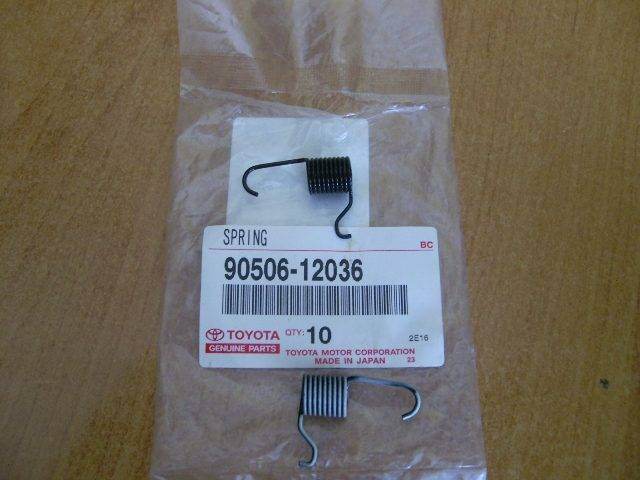 SPRING
BC
90506-12036
TOYOTA QTY: 10 2E16
GENUINE PARTS
TOYOTA MOTOR CORPORATION
MADE IN JAPAN 23